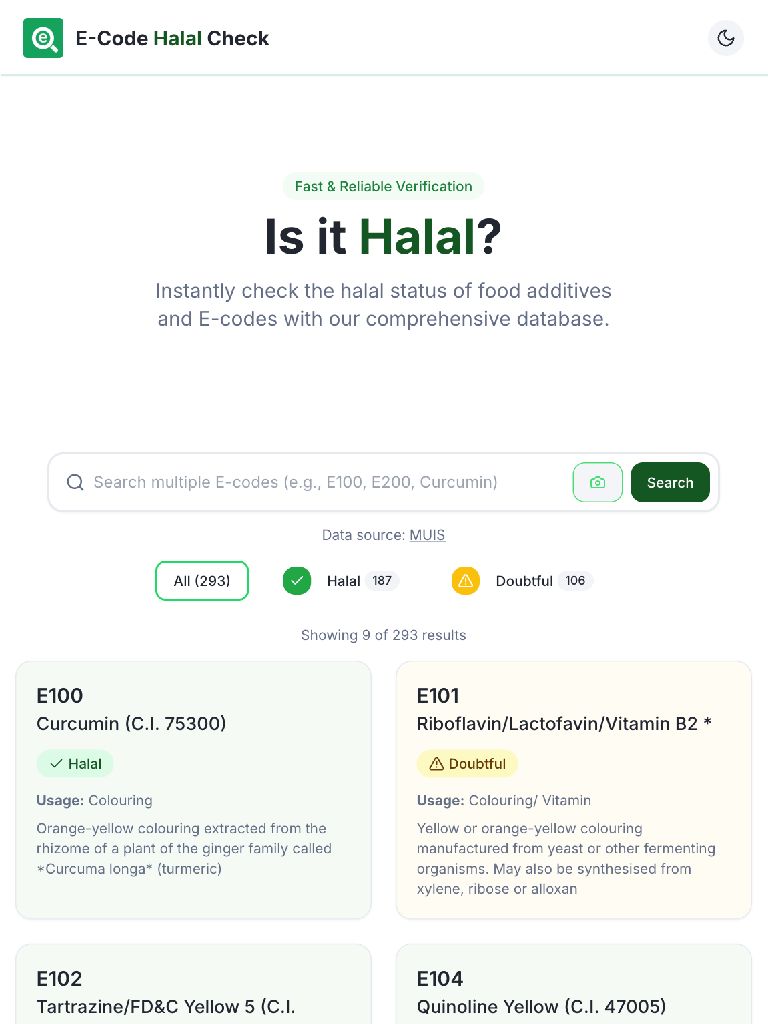 E-Code Halal Check
Fast & Reliable Verification
Is it Halal?
Instantly check the halal status of food additives
and E-codes with our comprehensive database.
Search multiple E-codes (e.g., E100, E200, Curcumin)
Search
Data source: MUIS
All (293)
Halal 187
Doubtful 106
Showing 9 of 293 results
E100
Curcumin (C.I. 75300)
Halal
Usage: Colouring
Orange-yellow colouring extracted from the
rhizome of a plant of the ginger family called
*Curcuma longa* (turmeric)
E101
Riboflavin/Lactofavin/Vitamin B2 *
Doubtful
Usage: Colouring/ Vitamin
Yellow or orange-yellow colouring
manufactured from yeast or other fermenting
organisms. May also be synthesised from
xylene, ribose or alloxan
E102
Tartrazine/FD&C Yellow 5 (C.I.
E104
Quinoline Yellow (C.I. 47005)